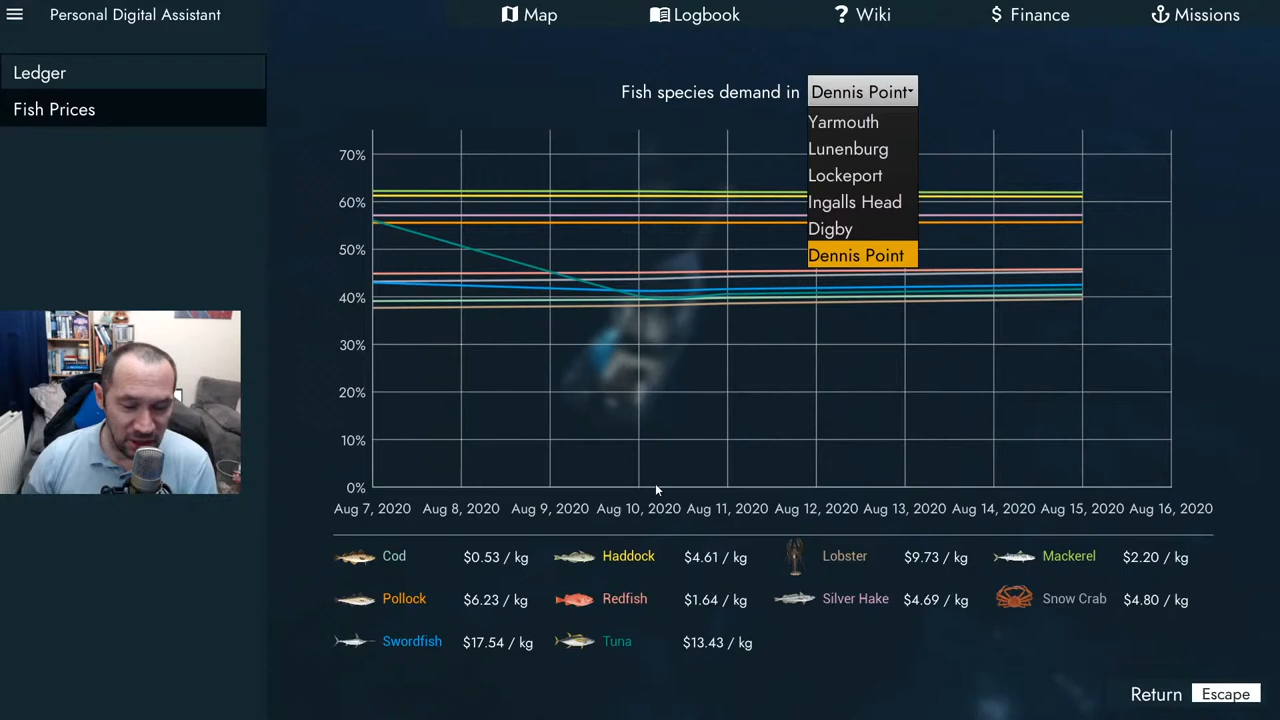 Personal Digital Assistant
Map
Logbook
Wiki
Finance
Missions
Ledger
Fish Prices
Fish species demand in Dennis Point
Yarmouth
Lunenburg
Lockeport
Ingalls Head
Digby
Dennis Point
70%
60%
50%
40%
30%
20%
10%
0%
Aug 7, 2020 Aug 8, 2020 Aug 9, 2020 Aug 10, 2020 Aug 11, 2020 Aug 12, 2020 Aug 13, 2020 Aug 14, 2020 Aug 15, 2020 Aug 16, 2020
Cod $0.53 / kg Haddock $4.61 / kg Lobster $9.73 / kg Mackerel $2.20 / kg
Pollock $6.23 / kg Redfish $1.64 / kg Silver Hake $4.69 / kg Snow Crab $4.80 / kg
Swordfish $17.54 / kg Tuna $13.43 / kg
Return Escape